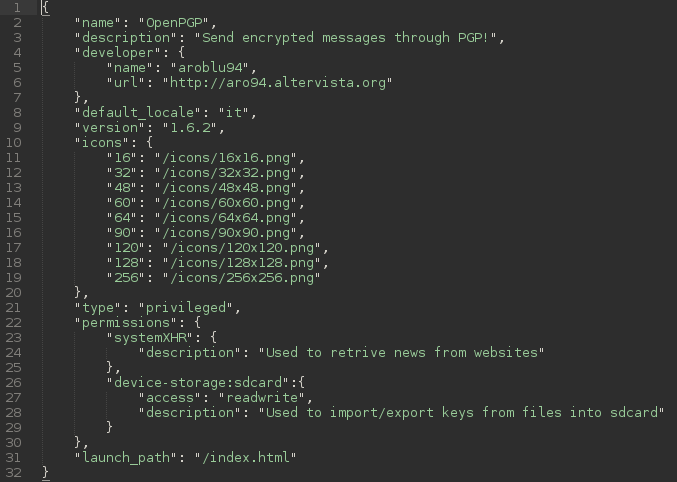 1 {
2     "name": "OpenPGP",
3     "description": "Send encrypted messages through PGP!",
4     "developer": {
5         "name": "aroblu94",
6         "url": "http://aro94.altervista.org"
7     },
8     "default_locale": "it",
9     "version": "1.6.2",
10     "icons": {
11         "16": "/icons/16x16.png",
12         "32": "/icons/32x32.png",
13         "48": "/icons/48x48.png",
14         "60": "/icons/60x60.png",
15         "64": "/icons/64x64.png",
16         "90": "/icons/90x90.png",
17         "120": "/icons/120x120.png",
18         "128": "/icons/128x128.png",
19         "256": "/icons/256x256.png"
20     },
21     "type": "privileged",
22     "permissions": {
23         "systemXHR": {
24             "description": "Used to retrive news from websites"
25         },
26         "device-storage:sdcard":{
27             "access": "readwrite",
28             "description": "Used to import/export keys from files into sdcard"
29         }
30     },
31     "launch_path": "/index.html"
32 }